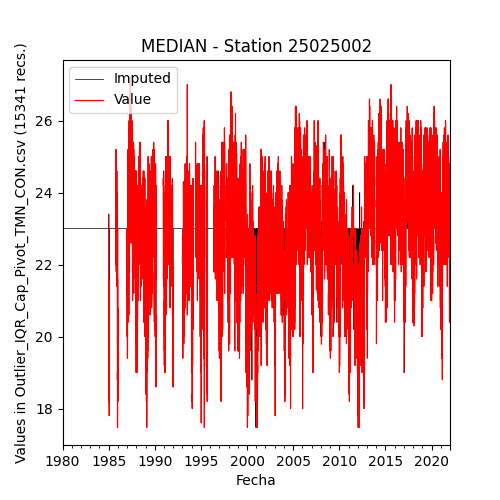 MEDIAN - Station 25025002
Imputed
Value
Values in Outlier_IQR_Cap_Pivot_TMN_CON.csv (15341 recs.)
26
24
22
20
18
1980 1985 1990 1995 2000 2005 2010 2015 2020
Fecha